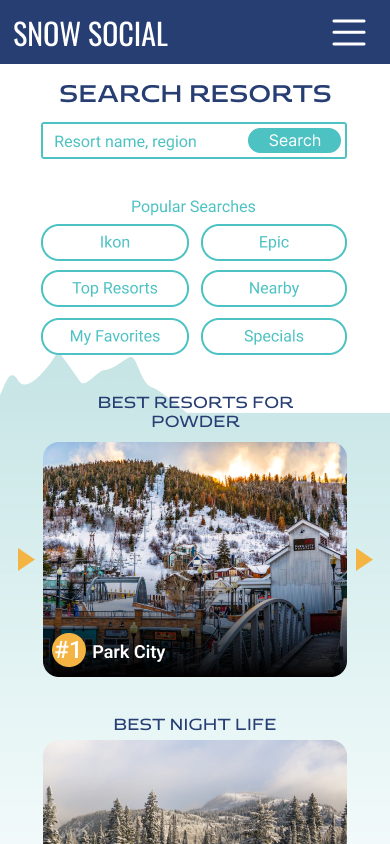 SNOW SOCIAL
SEARCH RESORTS
Resort name, region
Search
Popular Searches
Ikon
Epic
Top Resorts
Nearby
My Favorites
Specials
BEST RESORTS FOR
POWDER
#1
Park City
BEST NIGHT LIFE